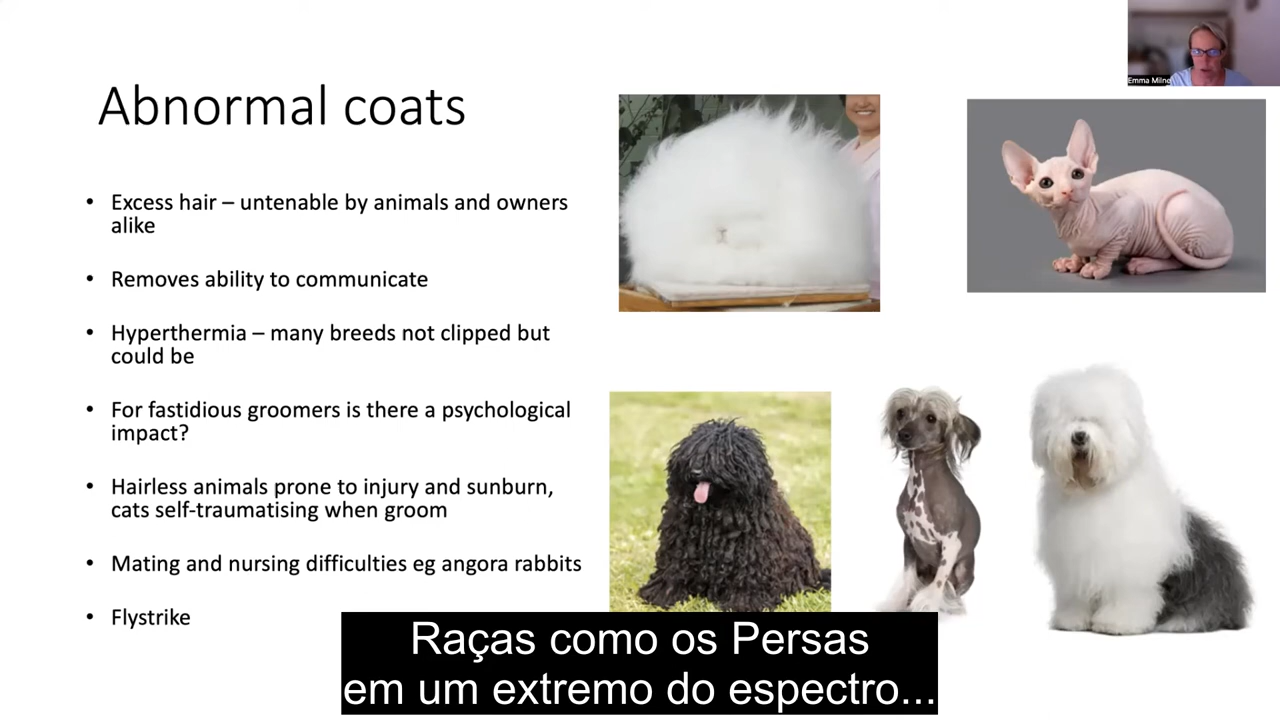 Emma Milne
Abnormal coats
• Excess hair – untenable by animals and owners
alike
• Removes ability to communicate
• Hyperthermia – many breeds not clipped but
could be
• For fastidious groomers is there a psychological
impact?
• Hairless animals prone to injury and sunburn,
cats self-traumatising when groom
• Mating and nursing difficulties eg angora rabbits
• Flystrike
Raças como os Persas
em um extremo do espectro...